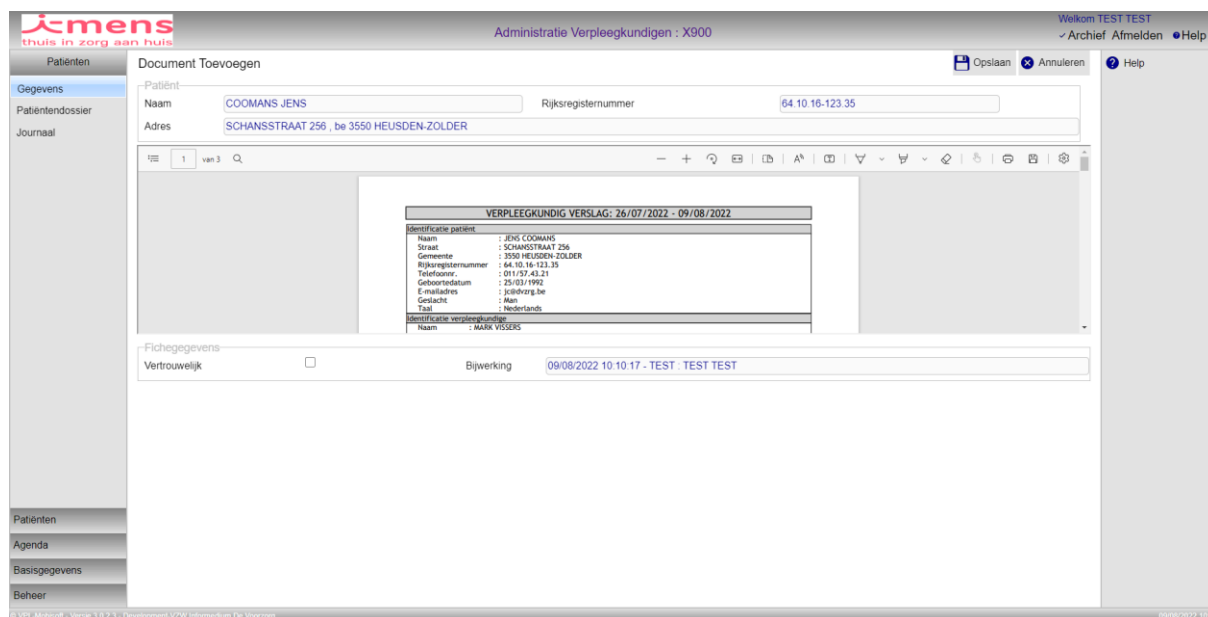 i-mens
thuis in zorg aan huis
Administratie Verpleegkundigen : X900
Welkom TEST TEST
Archief Afmelden Help
Patiënten
Gegevens
Patiëntendossier
Journaal
Document Toevoegen
Opslaan Annuleren
Help
Patiënt
Naam COOMANS JENS Rijksregisternummer 64.10.16-123.35
Adres SCHANSSTRAAT 256 , be 3550 HEUSDEN-ZOLDER
1 van 3
VERPLEEGKUNDIG VERSLAG: 26/07/2022 - 09/08/2022
Identificatie patiënt
Naam : JENS COOMANS
Straat : SCHANSSTRAAT 256
Gemeente : 3550 HEUSDEN-ZOLDER
Rijksregisternummer : 64.10.16-123.35
Telefoonnr. : 011/57.43.21
Geboortedatum : 25/03/1992
E-mailadres : jc@dvzrg.be
Geslacht : Man
Taal : Nederlands
Identificatie verpleegkundige
Naam : MARK VISSERS
Fichegegevens
Vertrouwelijk Bijwerking 09/08/2022 10:10:17 - TEST : TEST TEST
Patiënten
Agenda
Basisgegevens
Beheer